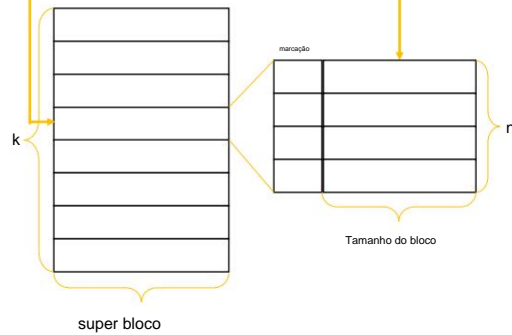 marcação
k
n
Tamanho do bloco
super bloco